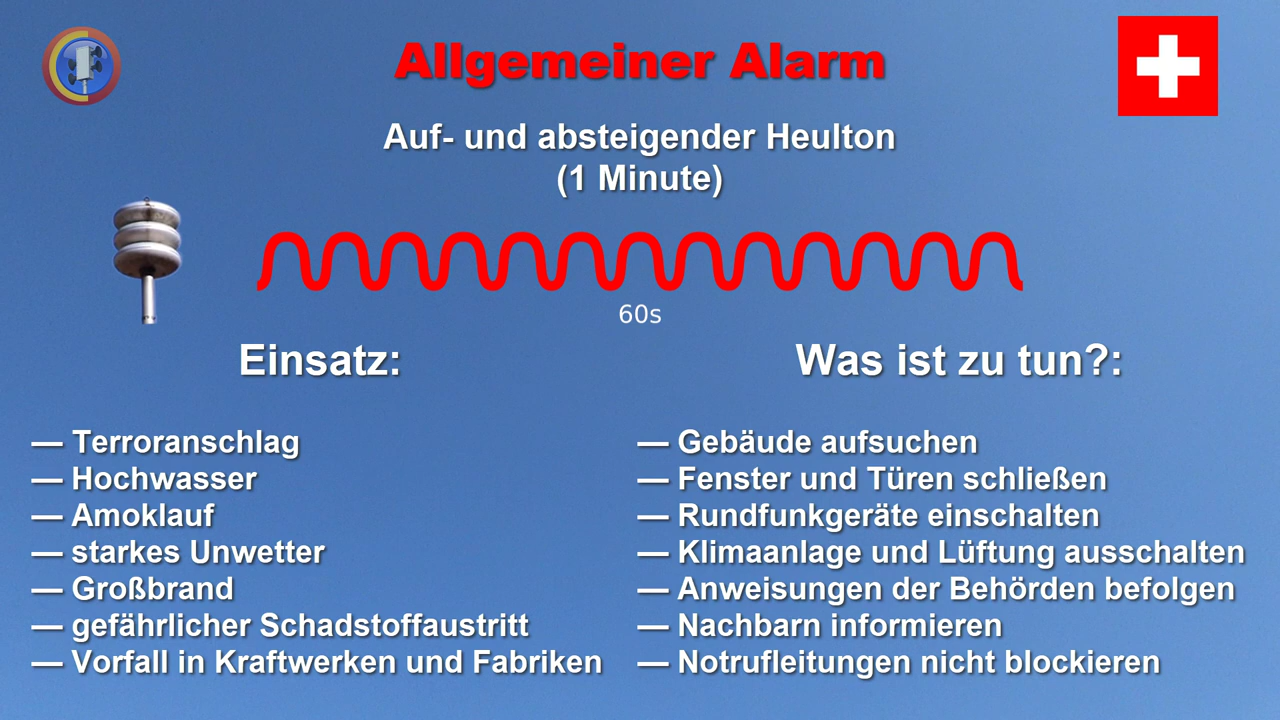 Allgemeiner Alarm
Auf- und absteigender Heulton
(1 Minute)
60s
Einsatz:
— Terroranschlag
— Hochwasser
— Amoklauf
— starkes Unwetter
— Großbrand
— gefährlicher Schadstoffaustritt
— Vorfall in Kraftwerken und Fabriken
Was ist zu tun?:
— Gebäude aufsuchen
— Fenster und Türen schließen
— Rundfunkgeräte einschalten
— Klimaanlage und Lüftung ausschalten
— Anweisungen der Behörden befolgen
— Nachbarn informieren
— Notrufleitungen nicht blockieren